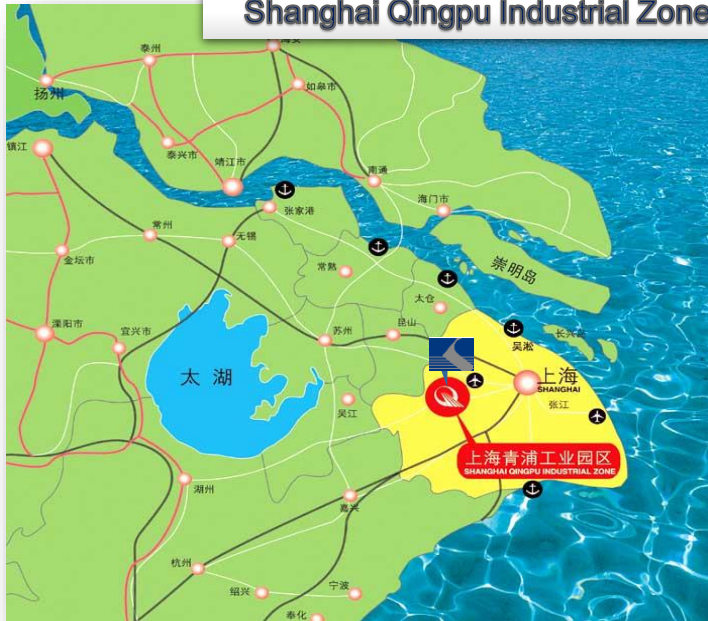 Shanghai Qingpu Industrial Zone
泰州
如皋市
扬州
镇江
泰兴市
靖江市
南通
海门市
张家港
常州
无锡
金坛市
常熟
崇明岛
太仓
溧阳市
宜兴市
苏州
昆山
吴淞
长兴岛
太湖
上海
SHANGHAI
张江
吴江
上海青浦工业园区
SHANGHAI QINGPU INDUSTRIAL ZONE
湖州
嘉兴
杭州
绍兴
宁波
奉化